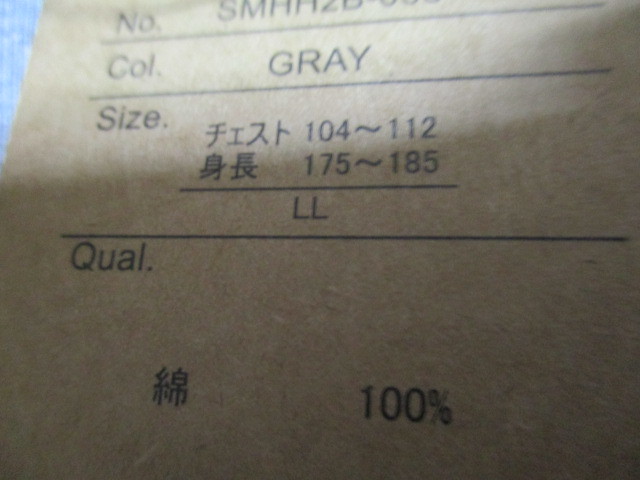 No.
Col. GRAY
Size. チェスト 104～112
身長 175～185
LL
Qual.
綿 100%